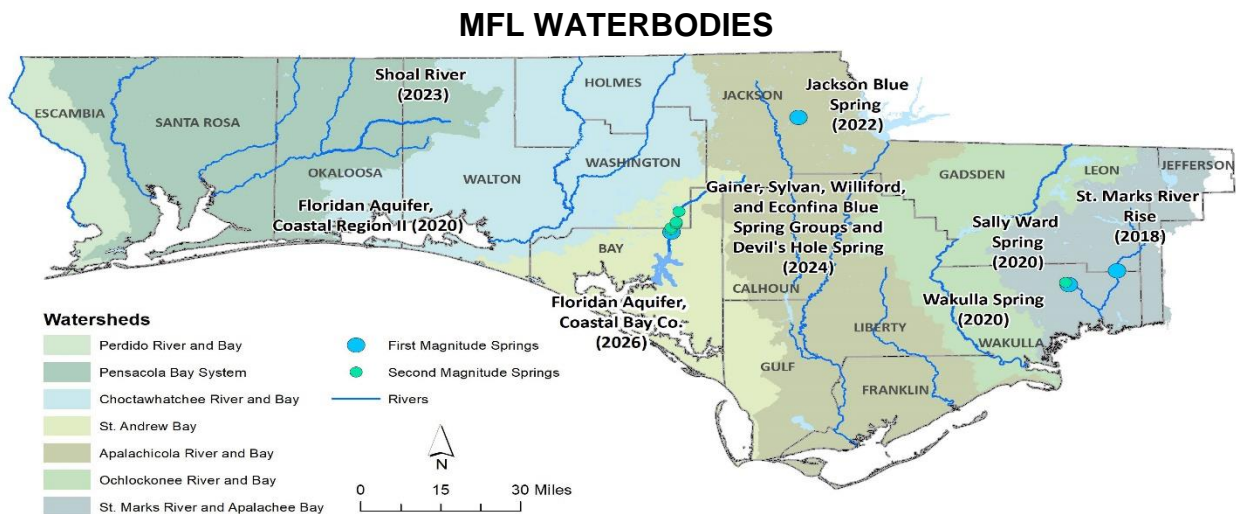 MFL WATERBODIES
ESCAMBIA
SANTA ROSA
OKALOOSA
Shoal River
(2023)
HOLMES
WASHINGTON
WALTON
JACKSON
Jackson Blue
Spring
(2022)
GADSDEN
LEON
JEFFERSON
Floridan Aquifer,
Coastal Region II (2020)
BAY
Gainer, Sylvan, Williford,
and Econfina Blue
Spring Groups and
Devil's Hole Spring
(2024)
Sally Ward
Spring
(2020)
St. Marks River
Rise
(2018)
Floridan Aquifer,
Coastal Bay Co.
(2026)
CALHOUN
LIBERTY
Wakulla Spring
(2020)
WAKULLA
GULF
FRANKLIN
Watersheds
Perdido River and Bay
Pensacola Bay System
Choctawhatchee River and Bay
St. Andrew Bay
Apalachicola River and Bay
Ochlockonee River and Bay
St. Marks River and Apalachee Bay
First Magnitude Springs
Second Magnitude Springs
Rivers
N
0 15 30 Miles